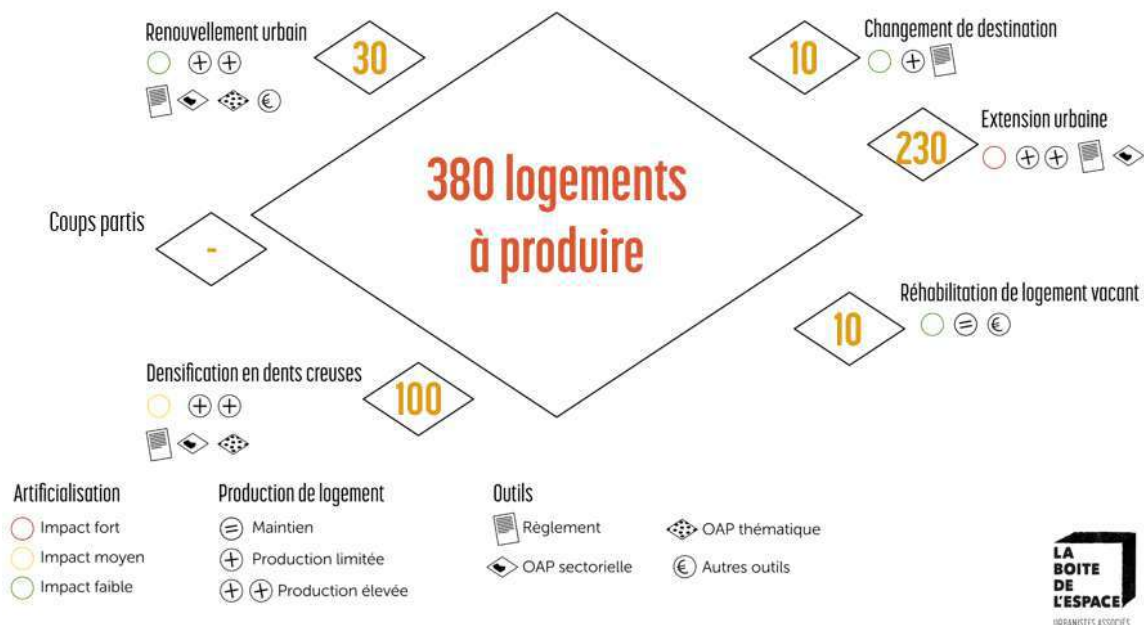 Renouvellement urbain
30
10
Changement de destination
230
Extension urbaine
380 logements
à produire
Coups partis
-
10
Réhabilitation de logement vacant
Densification en dents creuses
100
Artificialisation
Impact fort
Impact moyen
Impact faible
Production de logement
Maintien
Production limitée
Production élevée
Outils
Règlement
OAP sectorielle
OAP thématique
Autres outils
LA
BOITE
DE
L'ESPACE
URBANISTES ASSOCIÉS